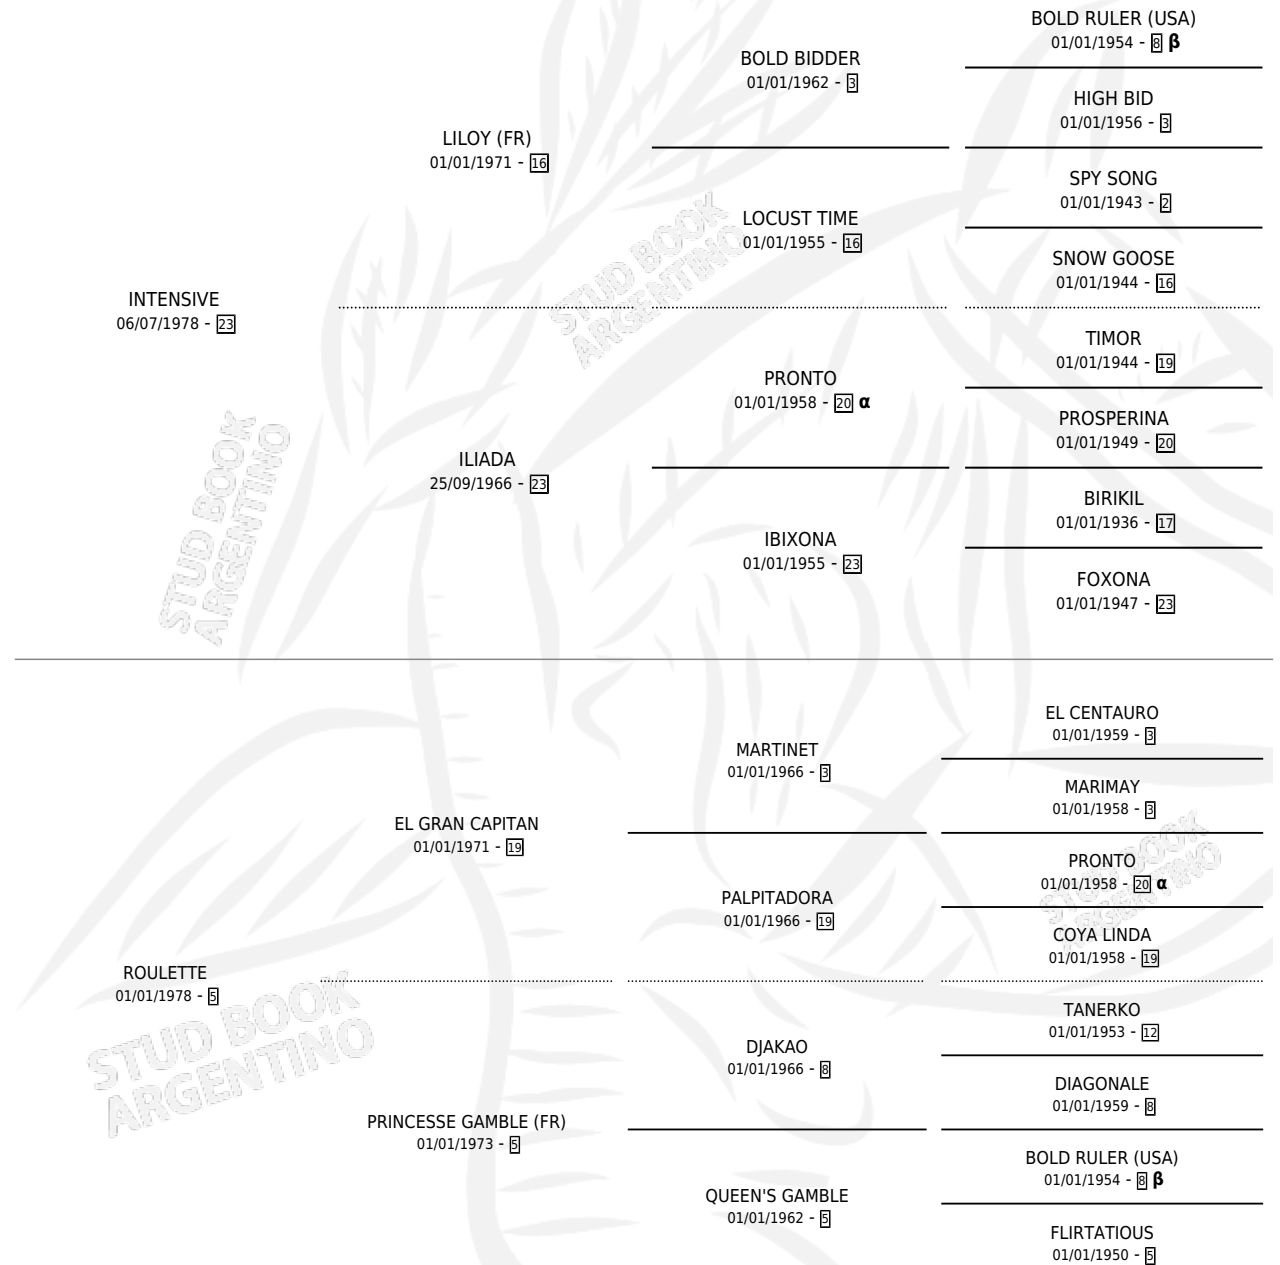 BOLD RULER (USA)
01/01/1954 - 8 β
BOLD BIDDER
01/01/1962 - 3
HIGH BID
01/01/1956 - 3
LILOY (FR)
01/01/1971 - 16
SPY SONG
01/01/1943 - 2
LOCUST TIME
01/01/1955 - 16
SNOW GOOSE
01/01/1944 - 16
INTENSIVE
06/07/1978 - 23
TIMOR
01/01/1944 - 19
PRONTO
01/01/1958 - 20 α
PROSPERINA
01/01/1949 - 20
ILIADA
25/09/1966 - 23
BIRIKIL
01/01/1936 - 17
IBIXONA
01/01/1955 - 23
FOXONA
01/01/1947 - 23
EL CENTAURO
01/01/1959 - 3
MARTINET
01/01/1966 - 3
MARIMAY
01/01/1958 - 3
EL GRAN CAPITAN
01/01/1971 - 19
PRONTO
01/01/1958 - 20 α
PALPITADORA
01/01/1966 - 19
COYA LINDA
01/01/1958 - 19
ROULETTE
01/01/1978 - 5
TANERKO
01/01/1953 - 12
DJAKAO
01/01/1966 - 8
DIAGONALE
01/01/1959 - 8
PRINCESSE GAMBLE (FR)
01/01/1973 - 5
BOLD RULER (USA)
01/01/1954 - 8 β
QUEEN'S GAMBLE
01/01/1962 - 5
FLIRTATIOUS
01/01/1950 - 5
STUD BOOK
ARGENTINO
STUD BOOK
ARGENTINO
STUD BOOK
ARGENTINO
STUD BOOK
ARGENTINO